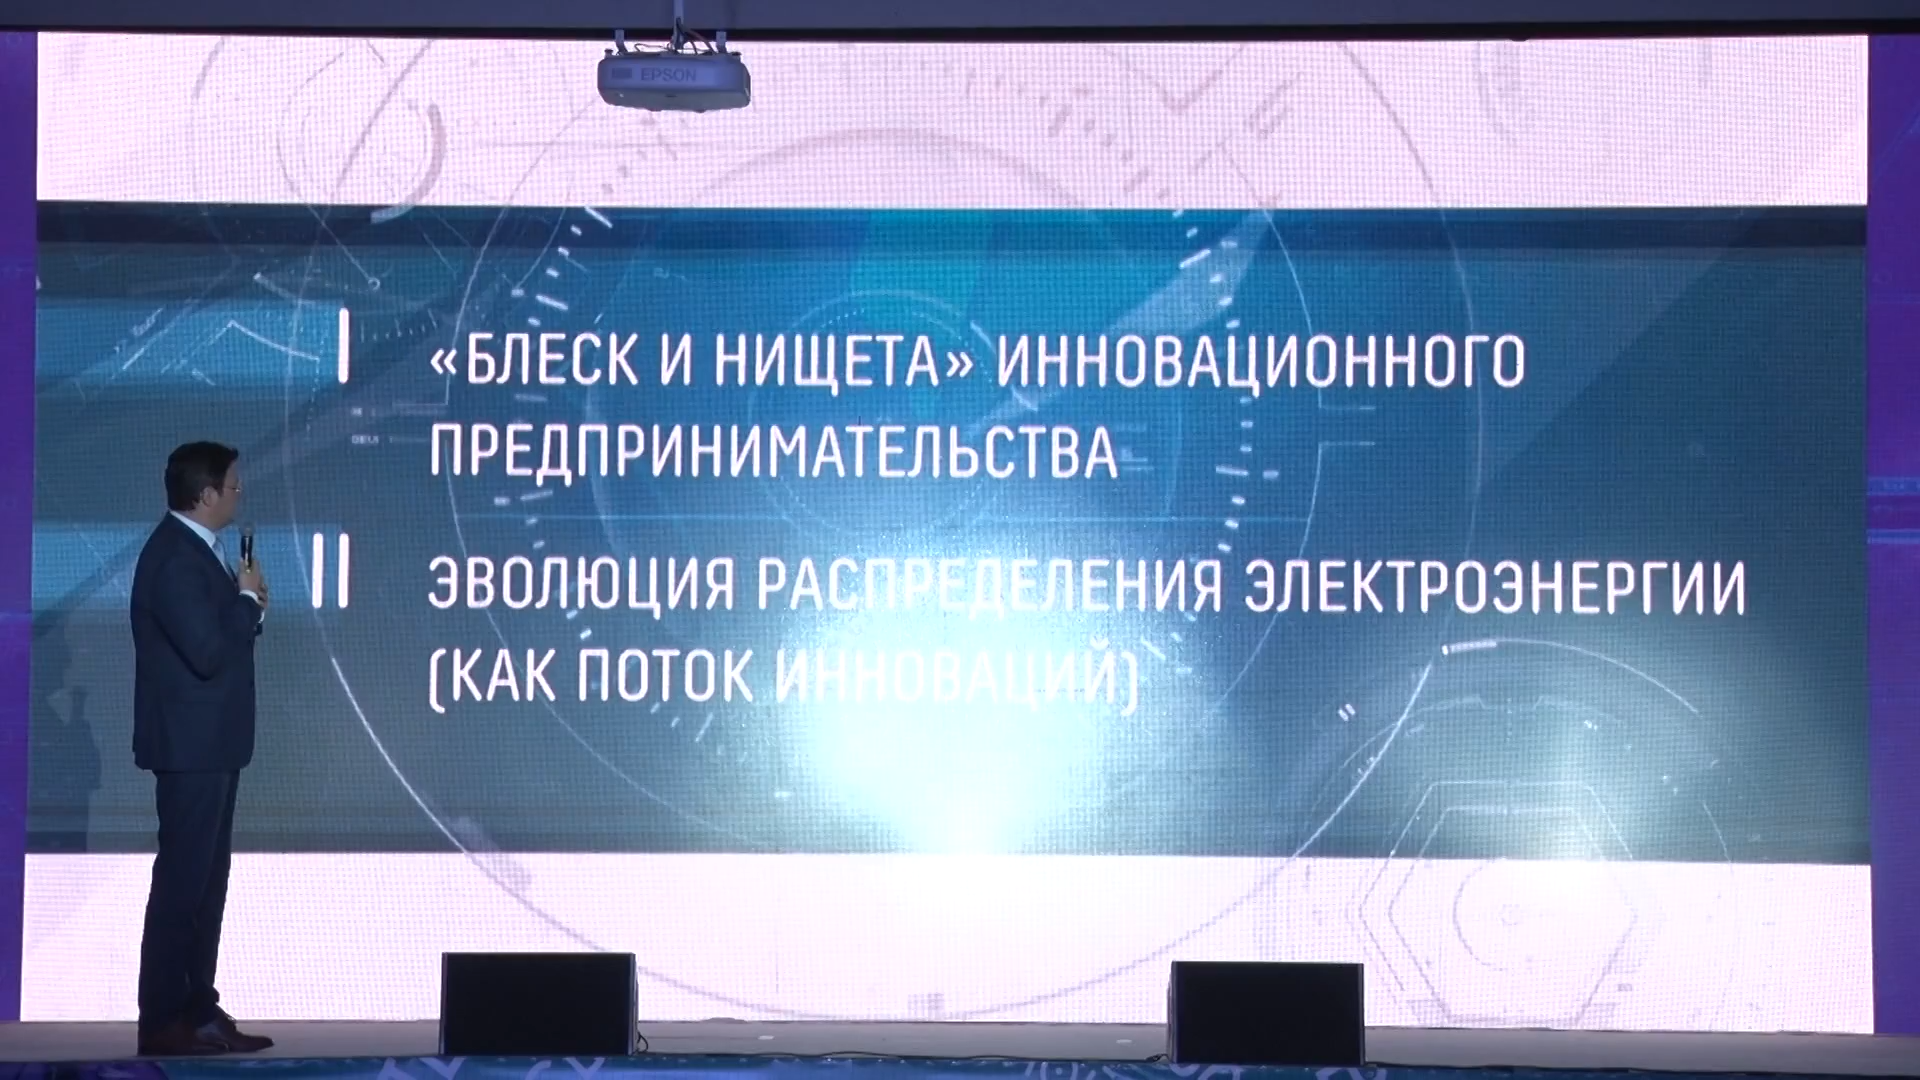 EPSON
I «БЛЕСК И НИЩЕТА» ИННОВАЦИОННОГО
ПРЕДПРИНИМАТЕЛЬСТВА
II ЭВОЛЮЦИЯ РАСПРЕДЕЛЕНИЯ ЭЛЕКТРОЭНЕРГИИ
(КАК ПОТОК ИННОВАЦИЙ)